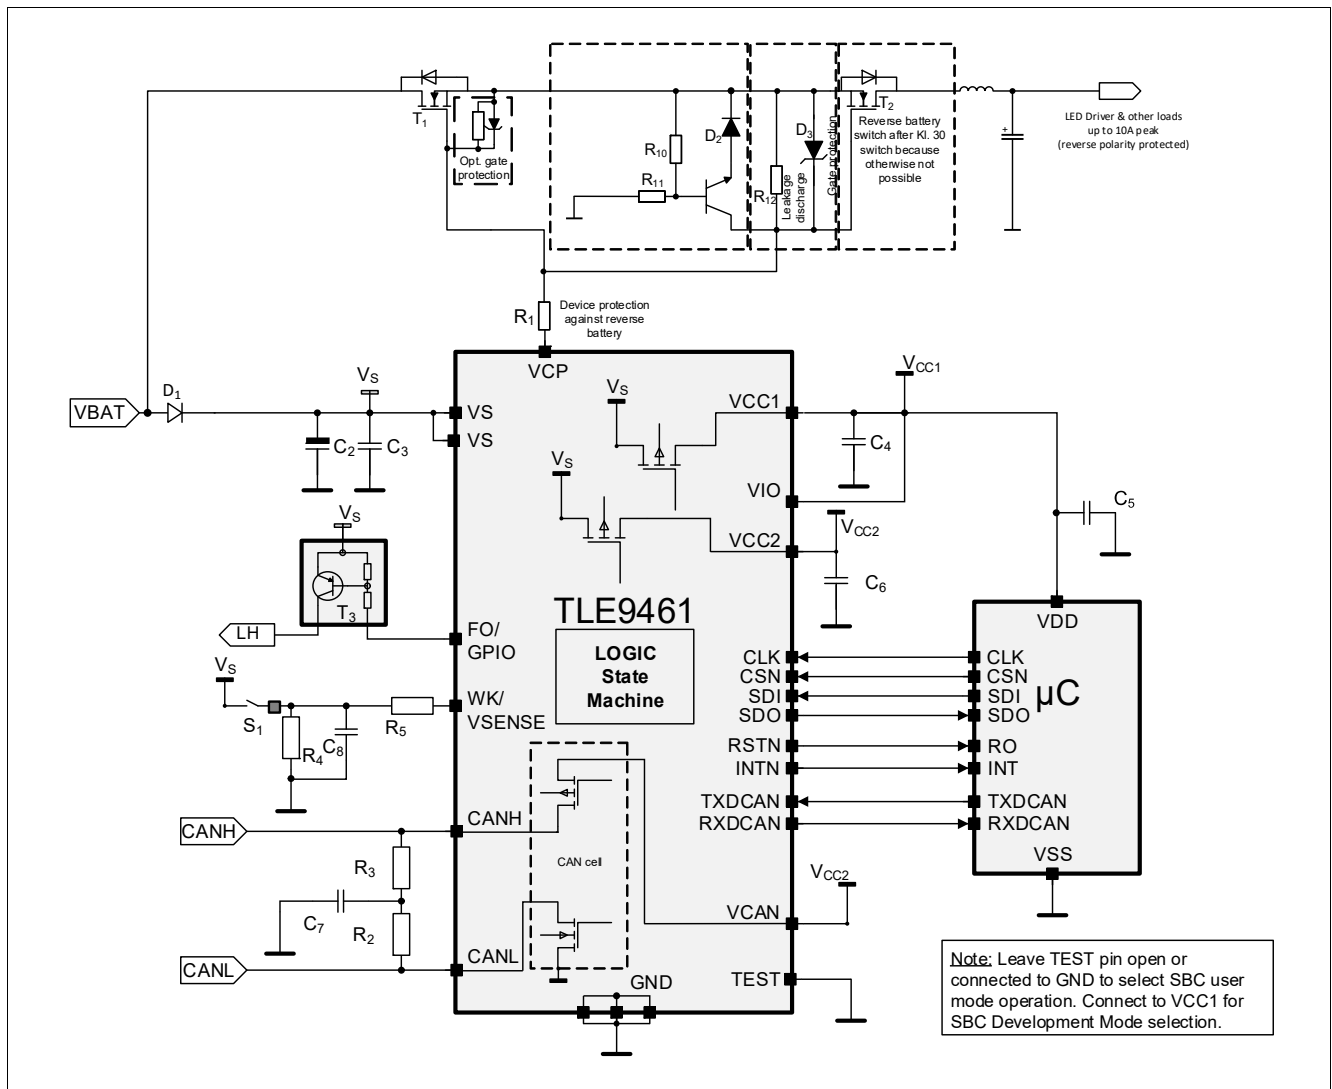 T1
Opt. gate
protection
R10
R11
D2
R12
Leakage
discharge
D3
Gate protection
T2
Reverse battery
switch after Kl. 30
switch because
otherwise not
possible
+
LED Driver & other loads
up to 10A peak
(reverse polarity protected)
R1
Device protection
against reverse
battery
VCP
VBAT
D1
VS
C2
C3
VS
VS
VS
VS
VCC1
VCC1
C4
VIO
VCC2
VCC2
C6
C5
TLE9461
LOGIC
State
Machine
VS
T3
LH
FO/
GPIO
VS
S1
R4
C8
R5
WK/
VSENSE
CLK
CSN
SDI
SDO
RSTN
INTN
TXDCAN
RXDCAN
VDD
CLK
CSN
SDI
SDO
µC
RO
INT
TXDCAN
RXDCAN
VSS
CANH
CANH
R3
C7
R2
CANL
CANL
CAN cell
VCC2
VCAN
TEST
GND
Note: Leave TEST pin open or
connected to GND to select SBC user
mode operation. Connect to VCC1 for
SBC Development Mode selection.